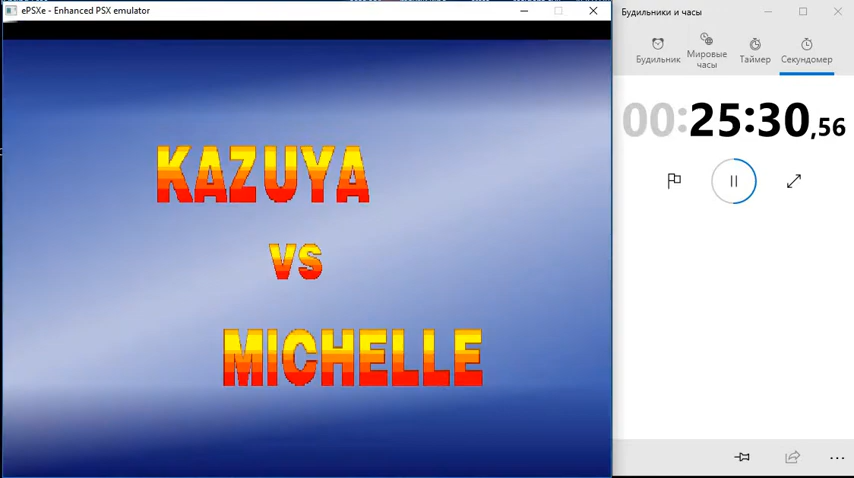 ePSXe - Enhanced PSX emulator
KAZUYA
VS
MICHELLE
Будильники и часы
Будильник
Мировые
часы
Таймер
Секундомер
00:25:30,56